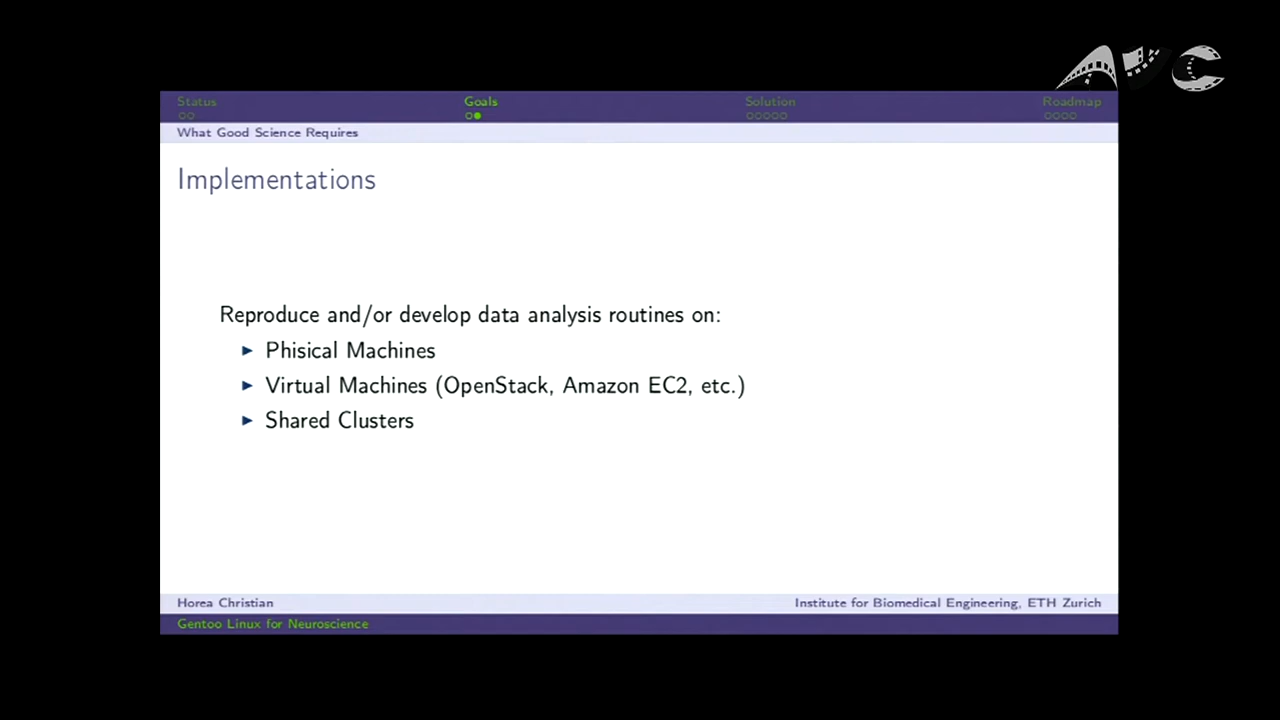 AVC
Status
Goals
Solution
Roadmap
What Good Science Requires
Implementations
Reproduce and/or develop data analysis routines on:
Phisical Machines
Virtual Machines (OpenStack, Amazon EC2, etc.)
Shared Clusters
Horea Christian
Institute for Biomedical Engineering, ETH Zurich
Gentoo Linux for Neuroscience